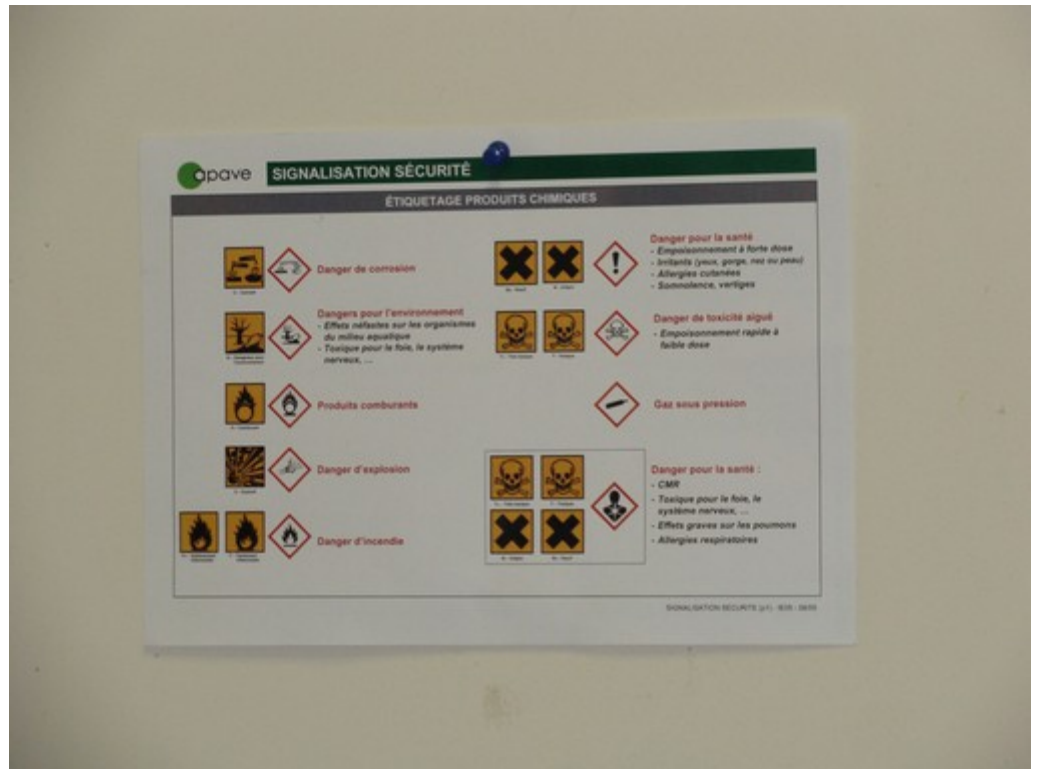 apave
SIGNALISATION SÉCURITÉ
ÉTIQUETAGE PRODUITS CHIMIQUES
Danger de corrosion
Dangers pour l'environnement
- Effets néfastes sur les organismes
du milieu aquatique
- Toxique pour le foie, le système
nerveux, ...
Produits comburants
Danger d'explosion
Danger d'incendie
Danger pour la santé
- Empoisonnement à forte dose
- Irritants (yeux, gorge, nez ou peau)
- Allergies cutanées
- Somnolence, vertiges
Danger de toxicité aiguë
- Empoisonnement rapide à
faible dose
Gaz sous pression
Danger pour la santé :
- CMR
- Toxique pour le foie, le
système nerveux, ...
- Effets graves sur les poumons
- Allergies respiratoires
SIGNALISATION SÉCURITÉ